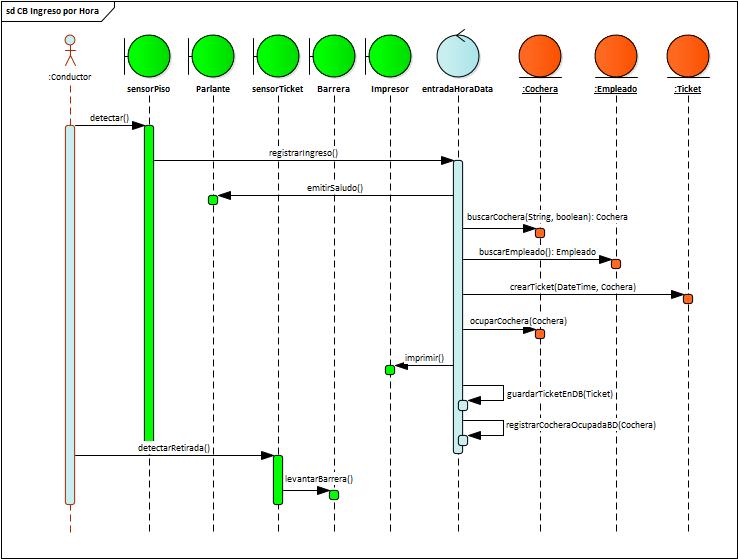 sd CB Ingreso por Hora
:Conductor
sensorPiso
Parlante
sensorTicket
Barrera
Impresor
entradaHoraData
:Cochera
:Empleado
:Ticket
detectar()
registrarIngreso()
emitirSaludo()
buscarCochera(String, boolean): Cochera
buscarEmpleado(): Empleado
crearTicket(DateTime, Cochera)
ocuparCochera(Cochera)
imprimir()
guardarTicketEnDB(Ticket)
registrarCocheraOcupadaBD(Cochera)
detectarRetirada()
levantarBarrera()